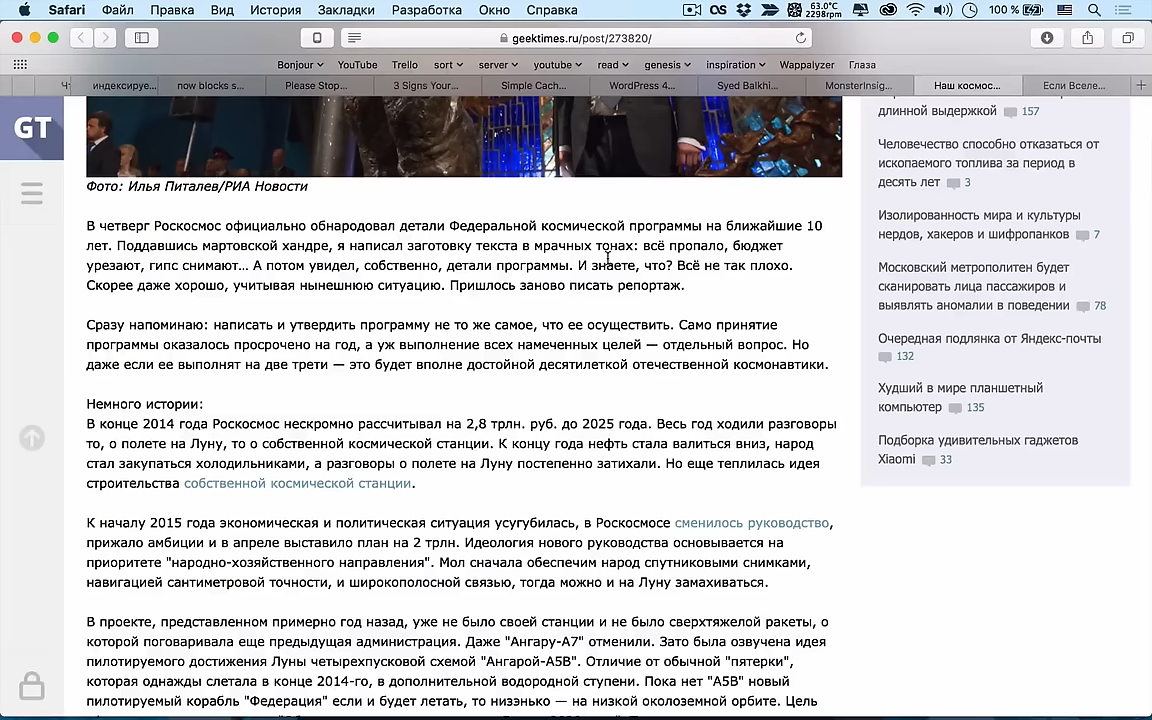 Safari Файл Правка Вид История Закладки Разработка Окно Справка
63.0°C
2298rpm
100 %
geektimes.ru/post/273820/
Bonjour YouTube Trello sort server youtube read genesis inspiration Wappalyzer Глаза
индексируе... now blocks s... Please Stop... 3 Signs Your... Simple Cach... WordPress 4... Syed Balkhi... MonsterInsig... Наш космос... Если Вселе...
GT
Фото: Илья Питалев/РИА Новости
В четверг Роскосмос официально обнародовал детали Федеральной космической программы на ближайшие 10
лет. Поддавшись мартовской хандре, я написал заготовку текста в мрачных тонах: всё пропало, бюджет
урезают, гипс снимают... А потом увидел, собственно, детали программы. И знаете, что? Всё не так плохо.
Скорее даже хорошо, учитывая нынешнюю ситуацию. Пришлось заново писать репортаж.
Сразу напоминаю: написать и утвердить программу не то же самое, что ее осуществить. Само принятие
программы оказалось просрочено на год, а уж выполнение всех намеченных целей — отдельный вопрос. Но
даже если ее выполнят на две трети — это будет вполне достойной десятилеткой отечественной космонавтики.
Немного истории:
В конце 2014 года Роскосмос нескромно рассчитывал на 2,8 трлн. руб. до 2025 года. Весь год ходили разговоры
то, о полете на Луну, то о собственной космической станции. К концу года нефть стала валиться вниз, народ
стал закупаться холодильниками, а разговоры о полете на Луну постепенно затихали. Но еще теплилась идея
строительства собственной космической станции.
К началу 2015 года экономическая и политическая ситуация усугубилась, в Роскосмосе сменилось руководство,
прижало амбиции и в апреле выставило план на 2 трлн. Идеология нового руководства основывается на
приоритете "народно-хозяйственного направления". Мол сначала обеспечим народ спутниковыми снимками,
навигацией сантиметровой точности, и широкополосной связью, тогда можно и на Луну замахиваться.
В проекте, представленном примерно год назад, уже не было своей станции и не было сверхтяжелой ракеты, о
которой поговаривала еще предыдущая администрация. Даже "Ангару-А7" отменили. Зато была озвучена идея
пилотируемого достижения Луны четырехпусковой схемой "Ангарой-А5В". Отличие от обычной "пятерки",
которая однажды слетала в конце 2014-го, в дополнительной водородной ступени. Пока нет "А5В" новый
пилотируемый корабль "Федерация" если и будет летать, то низэнько — на низкой околоземной орбите. Цель
длинной выдержкой 157
Человечество способно отказаться от
ископаемого топлива за период в
десять лет 3
Изолированность мира и культуры
нердов, хакеров и шифропанков 7
Московский метрополитен будет
сканировать лица пассажиров и
выявлять аномалии в поведении 78
Очередная подлянка от Яндекс-почты
132
Худший в мире планшетный
компьютер 135
Подборка удивительных гаджетов
Xiaomi 33